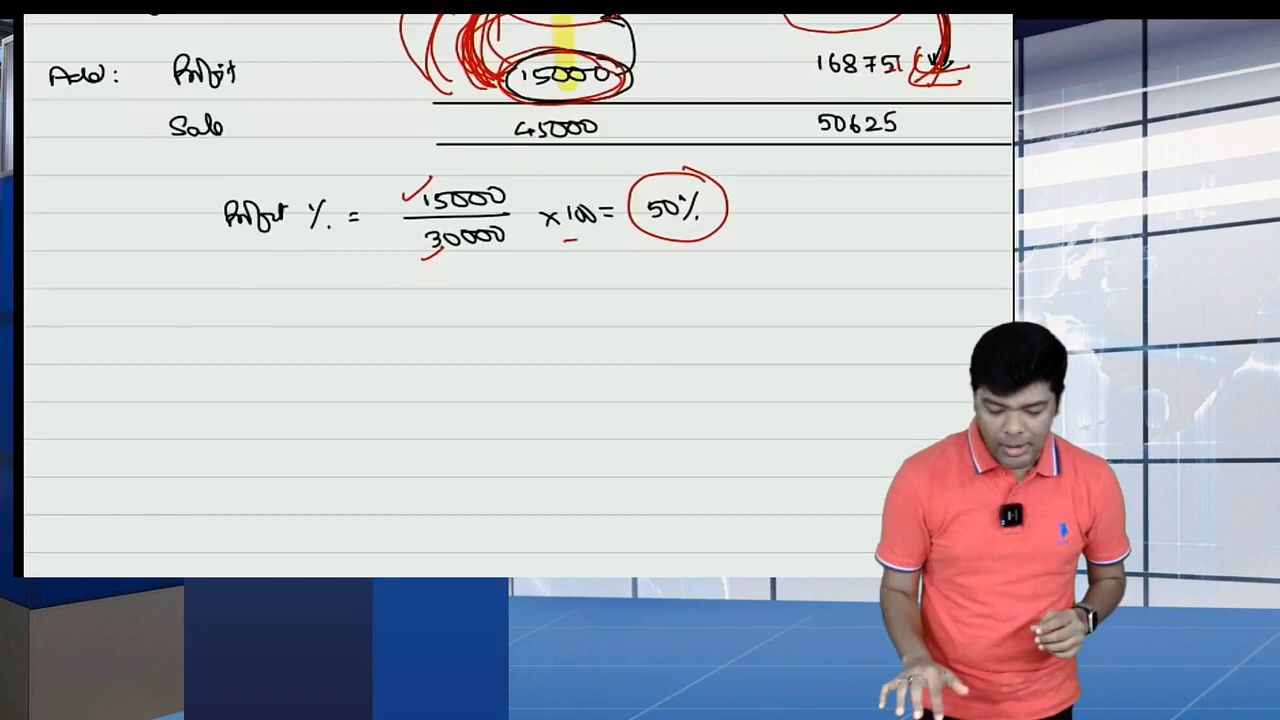 Add: Profit 15000 16875
Sale 45000 50625
Profit % = 15000 / 30000 × 100 = 50%